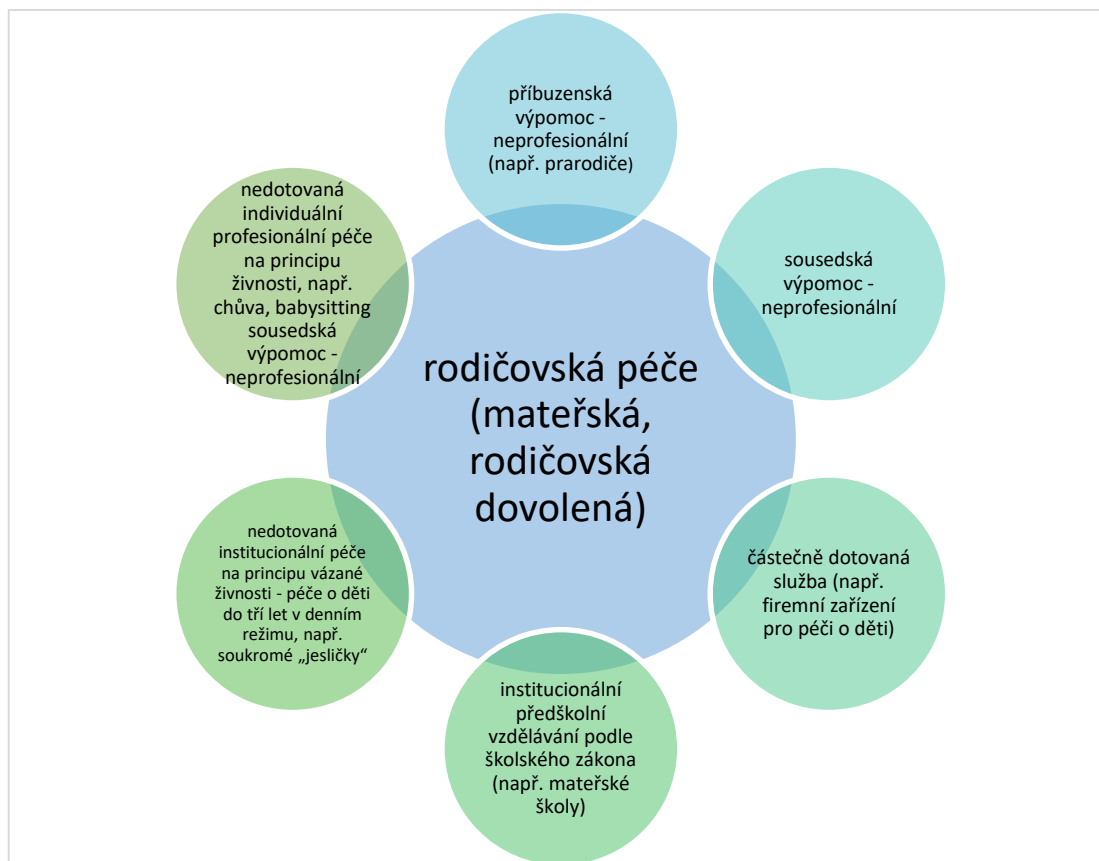 příbuzenská
výpomoc -
neprofesionální
(např. prarodiče)
sousedská
výpomoc -
neprofesionální
částečně dotovaná
služba (např.
firemní zařízení
pro péči o děti)
institucionální
předškolní
vzdělávání podle
školského zákona
(např. mateřské
školy)
nedotovaná
institucionální péče
na principu vázané
živnosti - péče o děti
do tří let v denním
režimu, např.
soukromé „jesličky“
nedotovaná
individuální
profesionální péče
na principu
živnosti, např.
chůva, babysitting
sousedská
výpomoc -
neprofesionální
rodičovská péče
(mateřská,
rodičovská
dovolená)